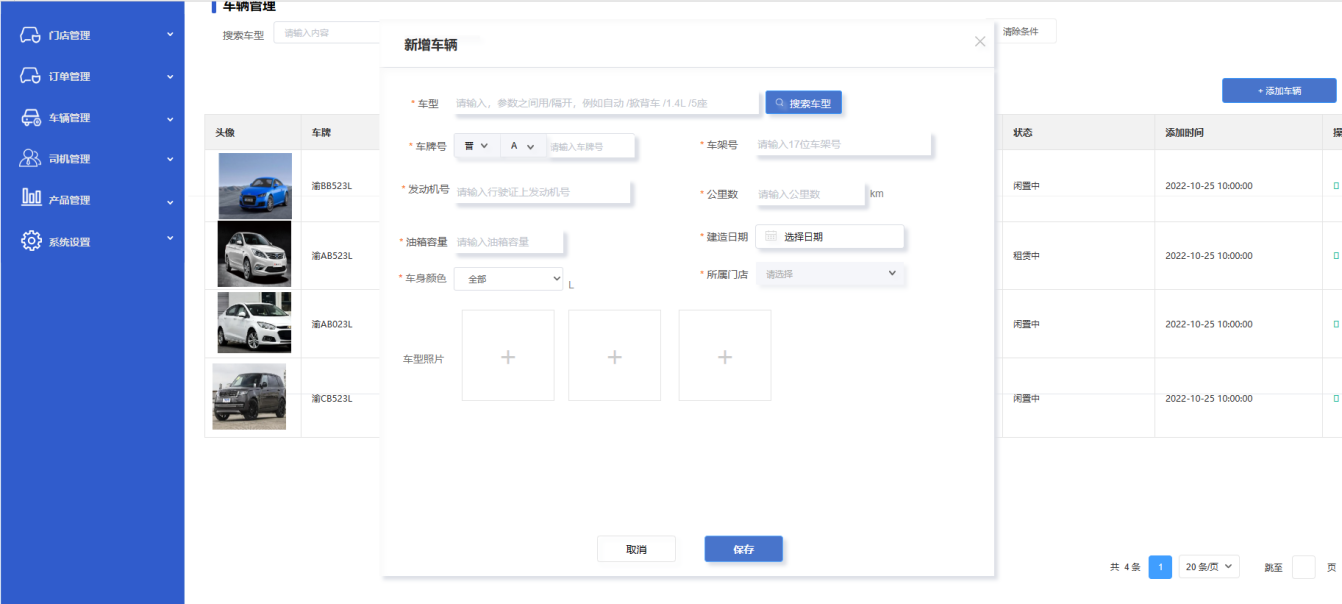 车辆管理
门店管理
订单管理
车辆管理
司机管理
产品管理
系统设置
搜索车型 请输入内容
清除条件
+ 添加车辆
头像 车牌 状态 添加时间 操
渝BB523L 闲置中 2022-10-25 10:00:00
渝AB523L 租赁中 2022-10-25 10:00:00
渝AB023L 闲置中 2022-10-25 10:00:00
渝CB523L 闲置中 2022-10-25 10:00:00
新增车辆
* 车型 请输入，参数之间用/隔开，例如自动 /掀背车 /1.4L /5座 搜索车型
* 车牌号 晋 A 请输入车牌号 * 车架号 请输入17位车架号
* 发动机号 请输入行驶证上发动机号 * 公里数 请输入公里数 km
* 油箱容量 请输入油箱容量 * 建造日期 选择日期
* 车身颜色 全部 L * 所属门店 请选择
车型照片 + + +
取消 保存
共 4 条 1 20 条/页 跳至 页